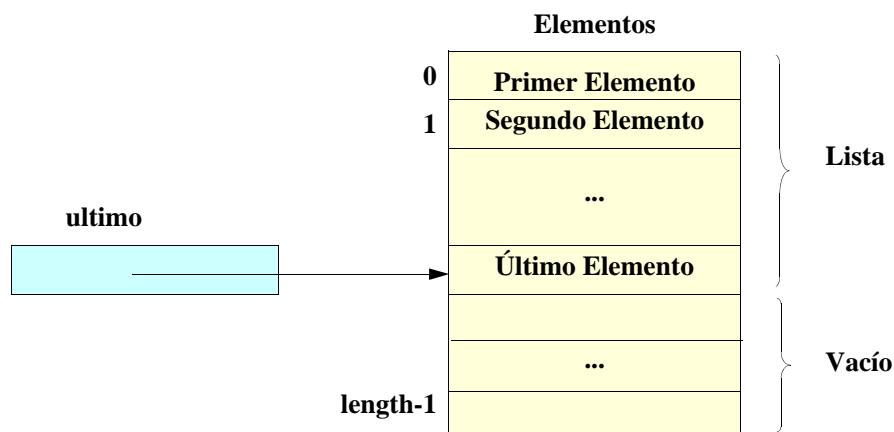 Elementos
0
Primer Elemento
1
Segundo Elemento
Lista
...
ultimo
Último Elemento
...
Vacío
length-1